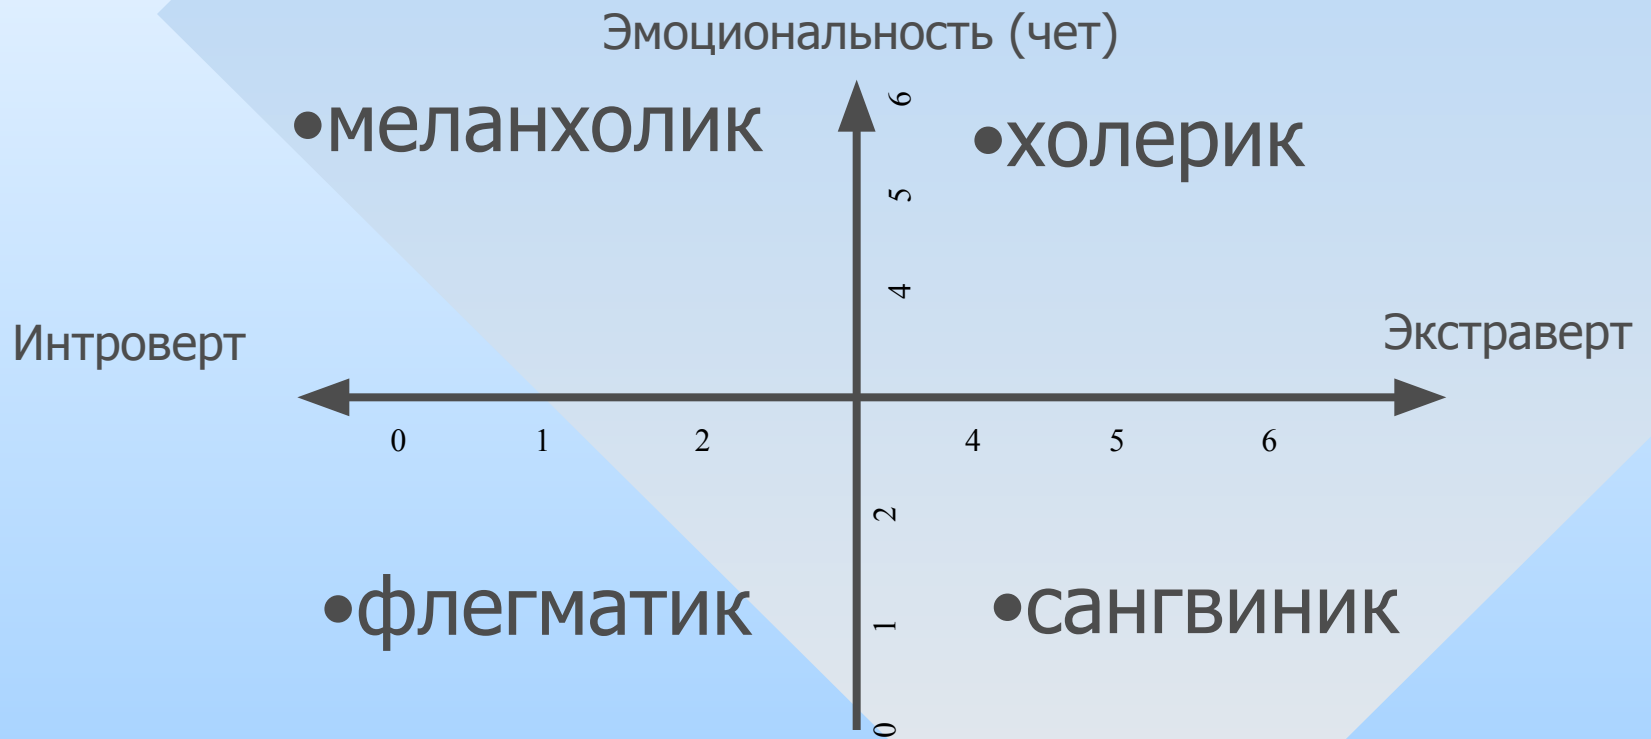 Эмоциональность (чет)
•меланхолик
•холерик
6
5
4
Интроверт
Экстраверт
0 1 2 4 5 6
2
1
0
•флегматик
•сангвиник